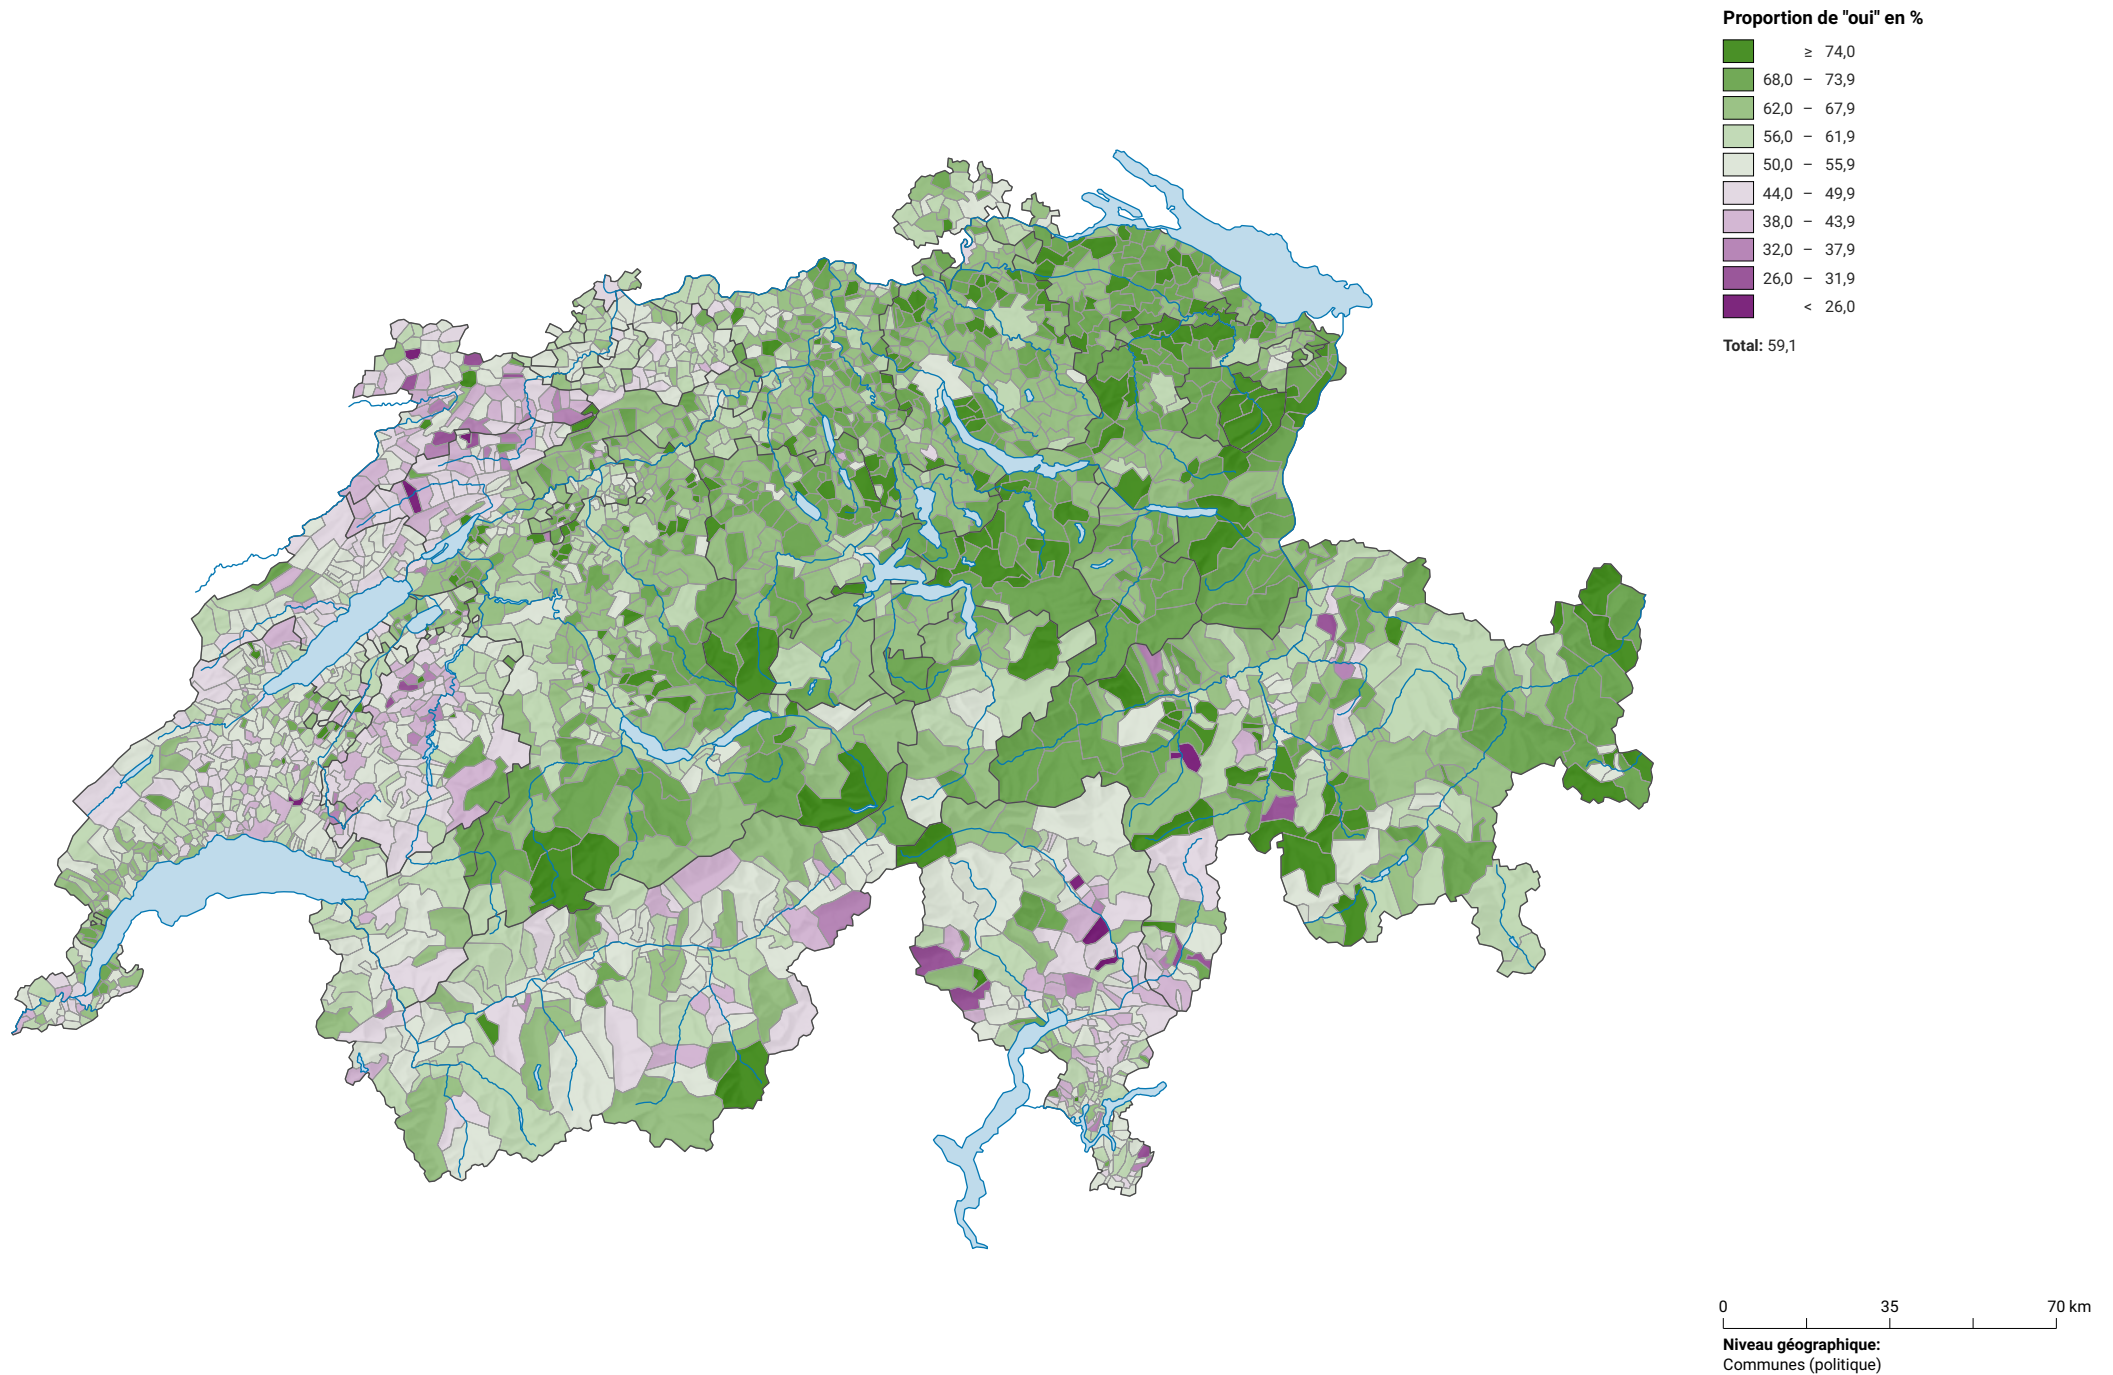 Proportion de "oui" en %
≥ 74,0
68,0 – 73,9
62,0 – 67,9
56,0 – 61,9
50,0 – 55,9
44,0 – 49,9
38,0 – 43,9
32,0 – 37,9
26,0 – 31,9
< 26,0
Total: 59,1
0 35 70 km
Niveau géographique:
Communes (politique)